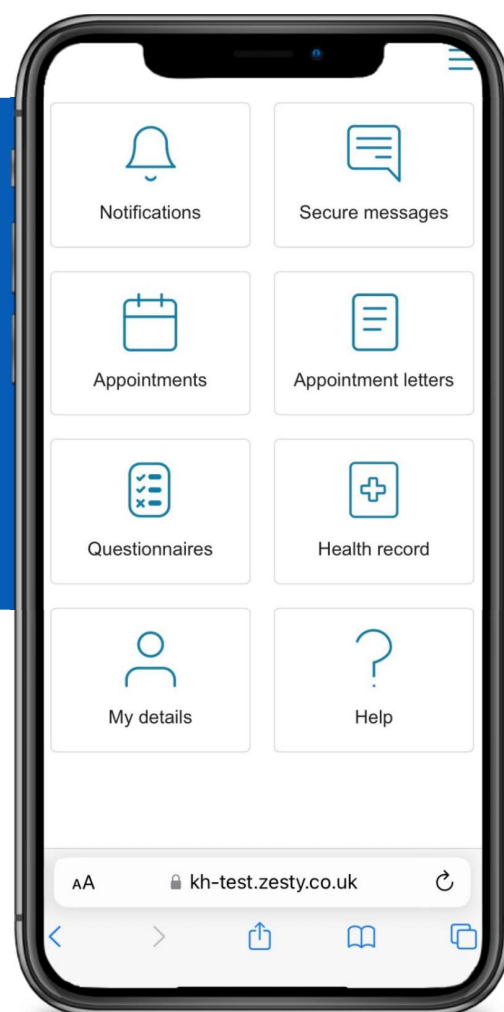 Notifications
Secure messages
Appointments
Appointment letters
Questionnaires
Health record
My details
Help
AA
kh-test.zesty.co.uk